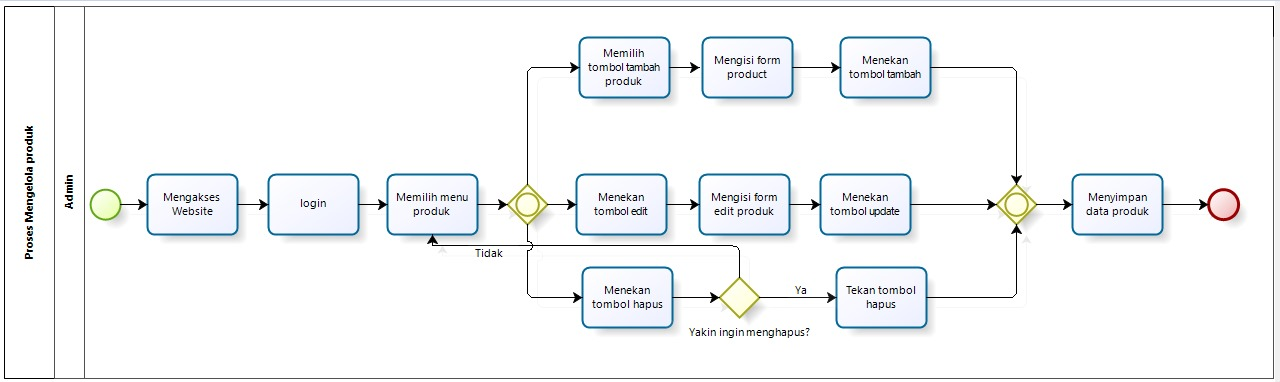 Proses Mengelola produk
Admin
Mengakses
Website
login
Memilih menu
produk
Memilih
tombol tambah
produk
Mengisi form
product
Menekan
tombol tambah
Menekan
tombol edit
Mengisi form
edit produk
Menekan
tombol update
Tidak
Menekan
tombol hapus
Yakin ingin menghapus?
Ya
Tekan tombol
hapus
Menyimpan
data produk